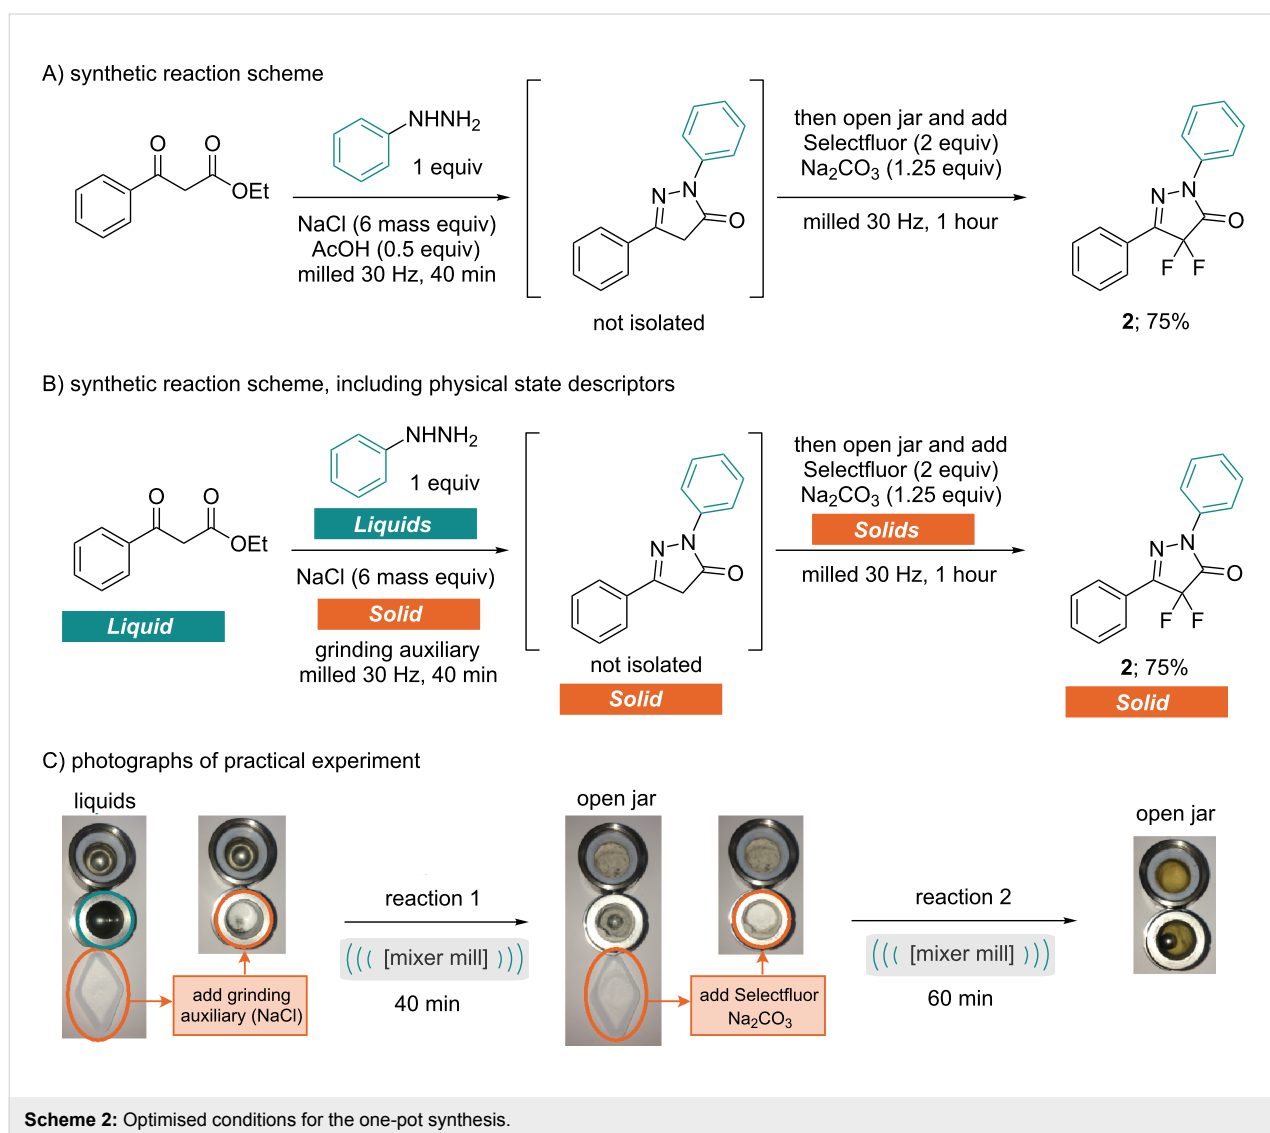 A) synthetic reaction scheme
O O
OEt
NHNH2
1 equiv
NaCl (6 mass equiv)
AcOH (0.5 equiv)
milled 30 Hz, 40 min
N N
O
not isolated
then open jar and add
Selectfluor (2 equiv)
Na2CO3 (1.25 equiv)
milled 30 Hz, 1 hour
N N
O
F F
2; 75%
B) synthetic reaction scheme, including physical state descriptors
O O
OEt
Liquid
NHNH2
1 equiv
Liquids
NaCl (6 mass equiv)
Solid
grinding auxiliary
milled 30 Hz, 40 min
N N
O
not isolated
Solid
then open jar and add
Selectfluor (2 equiv)
Na2CO3 (1.25 equiv)
Solids
milled 30 Hz, 1 hour
N N
O
F F
2; 75%
Solid
C) photographs of practical experiment
liquids
add grinding
auxiliary (NaCl)
reaction 1
((( [mixer mill] )))
40 min
open jar
add Selectfluor
Na2CO3
reaction 2
((( [mixer mill] )))
60 min
open jar
Scheme 2: Optimised conditions for the one-pot synthesis.